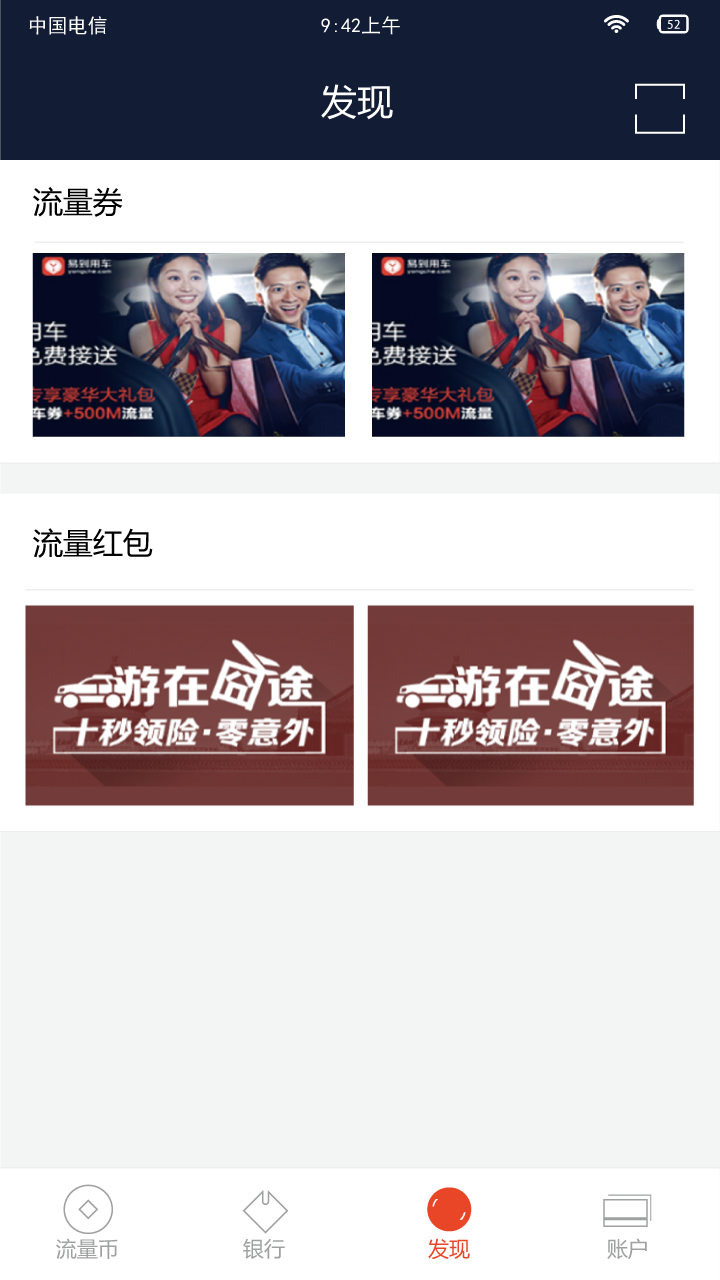 中国电信
9:42上午
52
发现
流量券
易到用车
yongche.com
用车
免费接送
专享豪华大礼包
车券+500M流量
易到用车
yongche.com
用车
免费接送
专享豪华大礼包
车券+500M流量
流量红包
游在囧途
十秒领险·零意外
游在囧途
十秒领险·零意外
流量币
银行
发现
账户